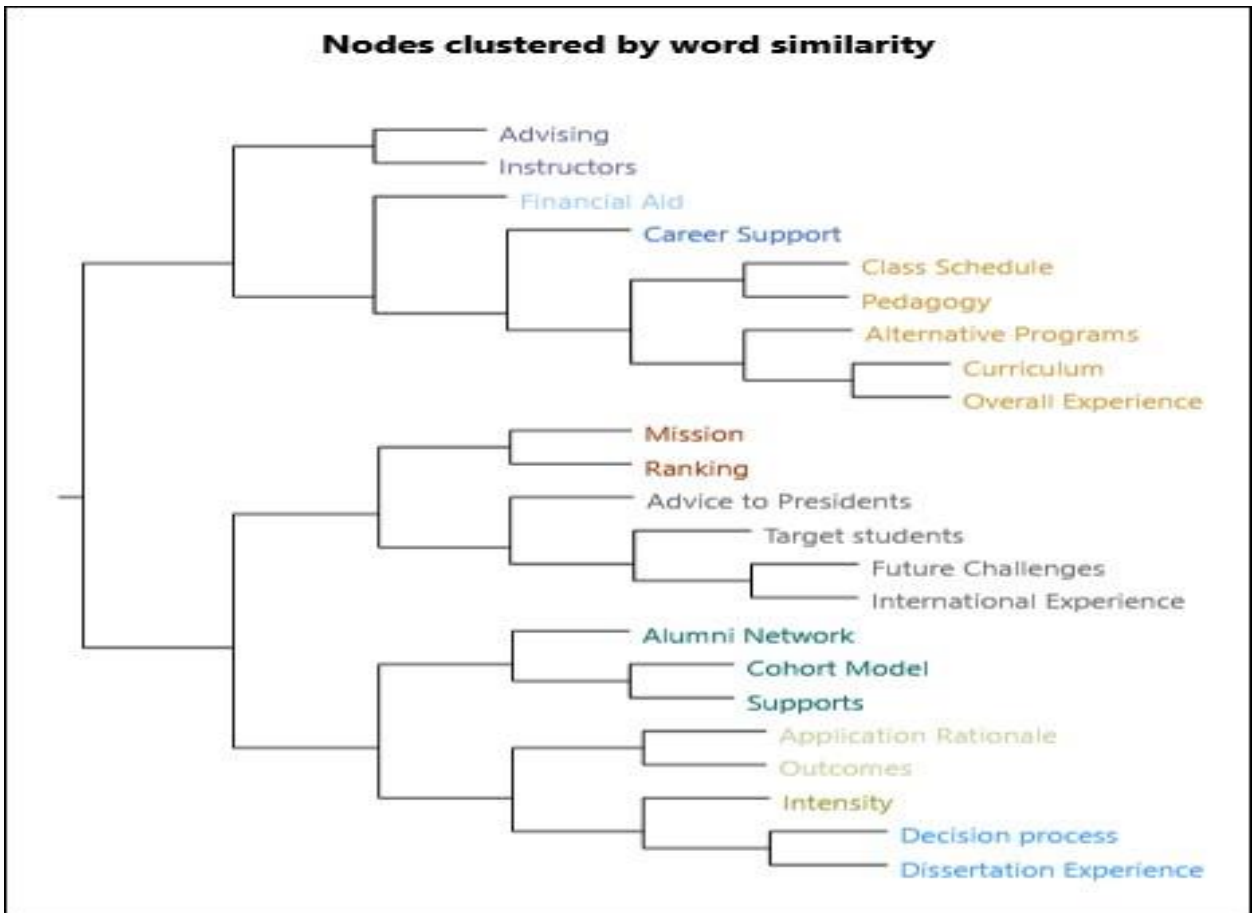 Nodes clustered by word similarity
Advising
Instructors
Financial Aid
Career Support
Class Schedule
Pedagogy
Alternative Programs
Curriculum
Overall Experience
Mission
Ranking
Advice to Presidents
Target students
Future Challenges
International Experience
Alumni Network
Cohort Model
Supports
Application Rationale
Outcomes
Intensity
Decision process
Dissertation Experience